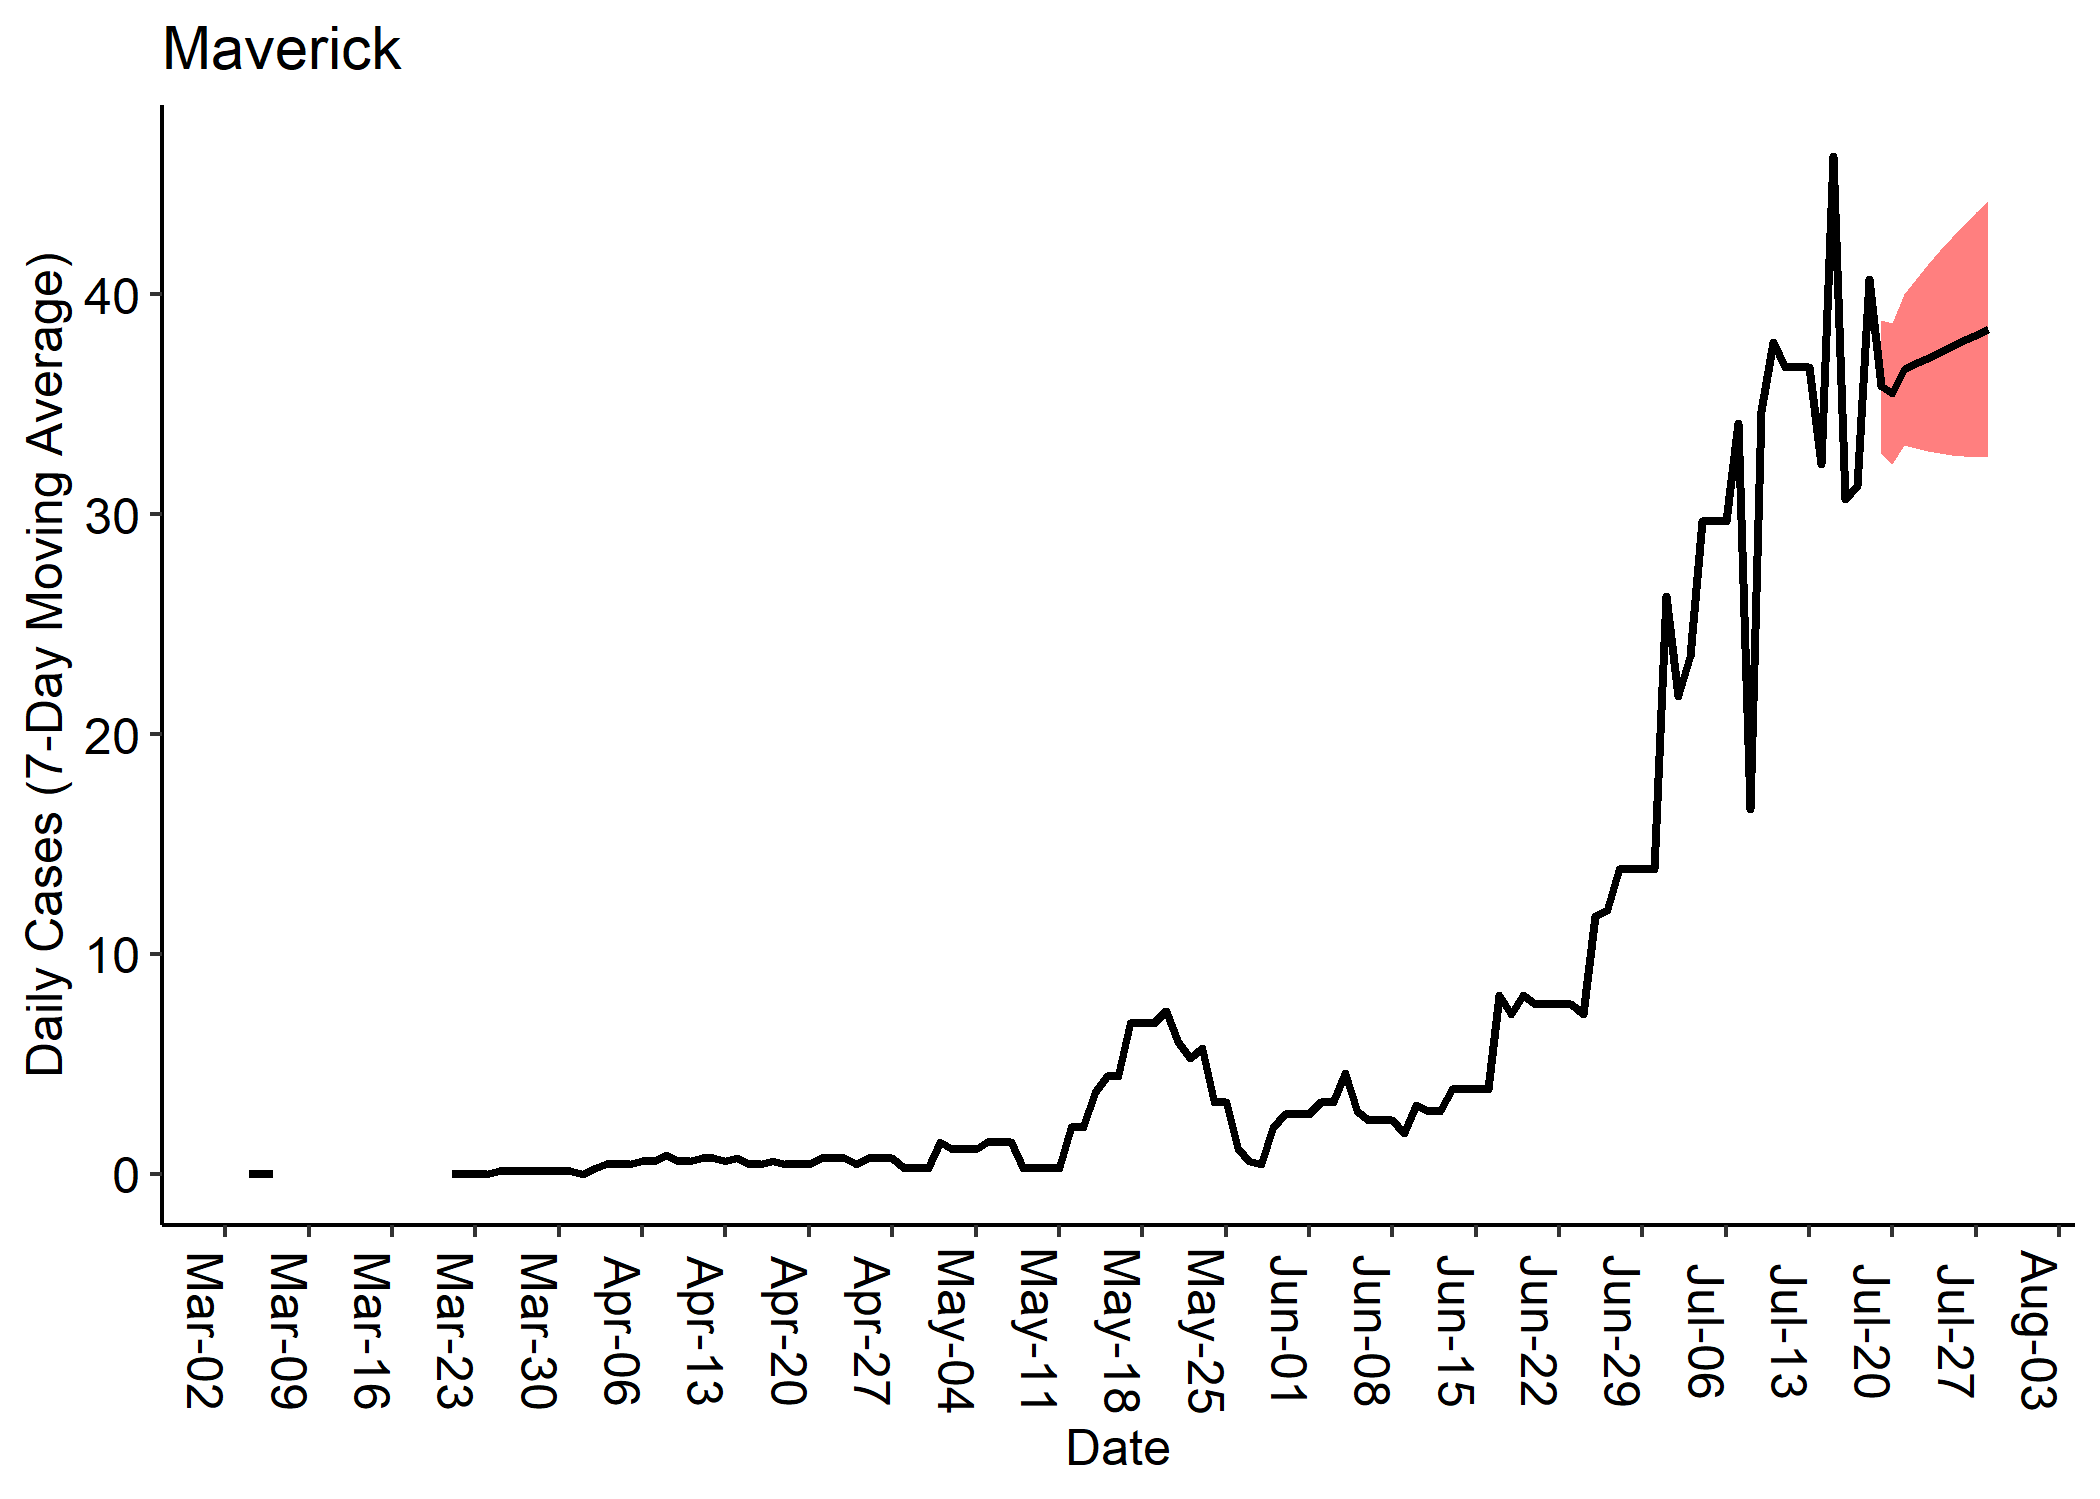 Maverick
Daily Cases (7-Day Moving Average)
40
30
20
10
0
Mar-02
Mar-09
Mar-16
Mar-23
Mar-30
Apr-06
Apr-13
Apr-20
Apr-27
May-04
May-11
May-18
May-25
Jun-01
Jun-08
Jun-15
Jun-22
Jun-29
Jul-06
Jul-13
Jul-20
Jul-27
Aug-03
Date